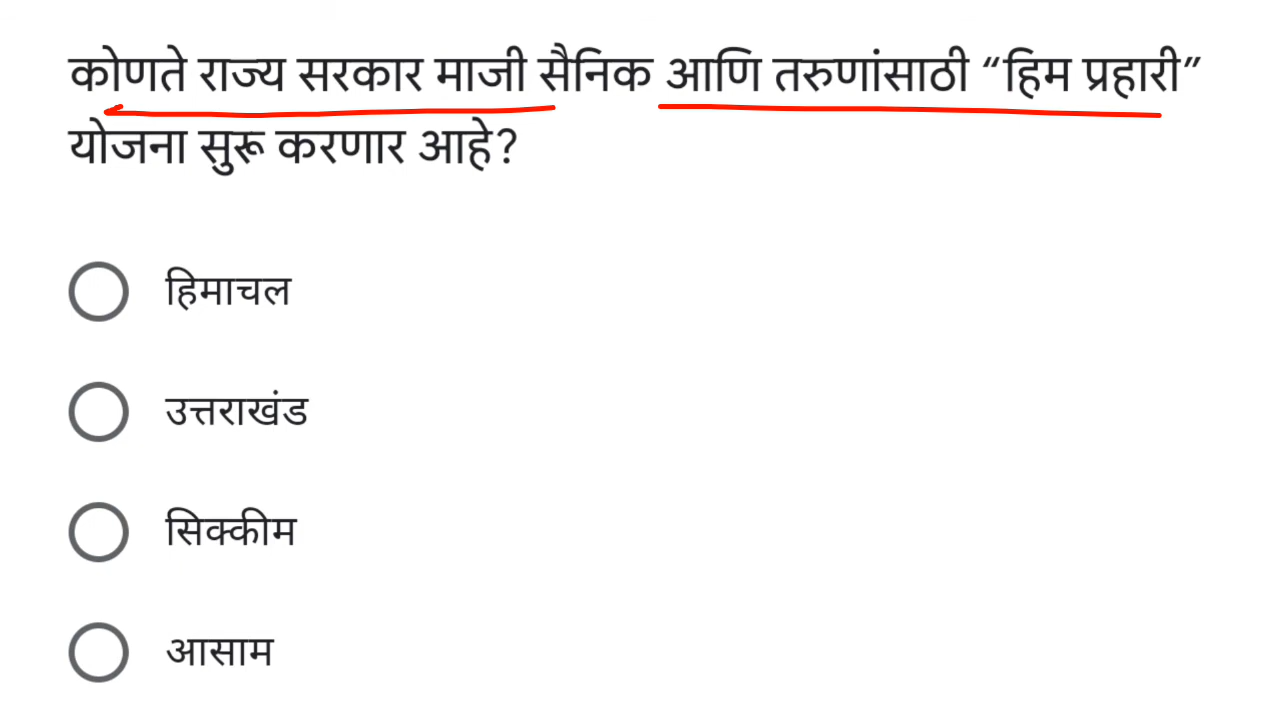 कोणते राज्य सरकार माजी सैनिक आणि तरुणांसाठी “हिम प्रहारी”
योजना सुरू करणार आहे?
हिमाचल
उत्तराखंड
सिक्कीम
आसाम